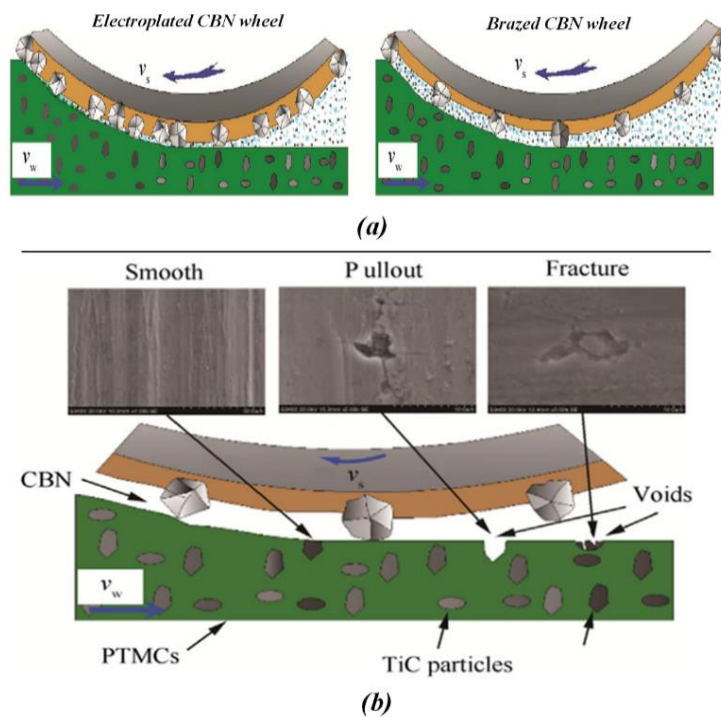 Electroplated CBN wheel
Brazed CBN wheel
vs
vs
vw
vw
(a)
Smooth
Pullout
Fracture
CBN
vs
Voids
vw
PTMCs
TiC particles
(b)